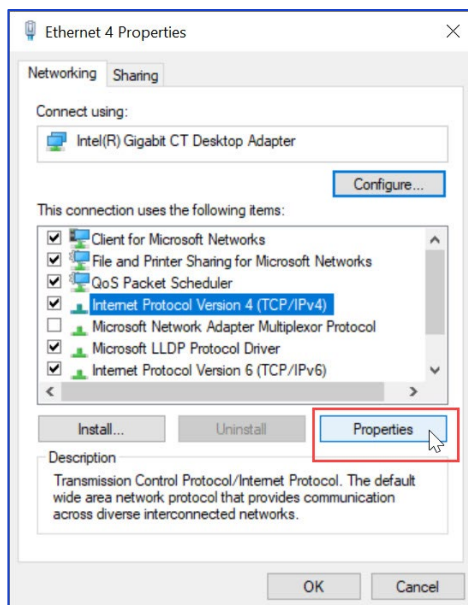 Ethernet 4 Properties
Networking Sharing
Connect using:
Intel(R) Gigabit CT Desktop Adapter
Configure...
This connection uses the following items:
Client for Microsoft Networks
File and Printer Sharing for Microsoft Networks
QoS Packet Scheduler
Internet Protocol Version 4 (TCP/IPv4)
Microsoft Network Adapter Multiplexor Protocol
Microsoft LLDP Protocol Driver
Internet Protocol Version 6 (TCP/IPv6)
Install... Uninstall Properties
Description
Transmission Control Protocol/Internet Protocol. The default
wide area network protocol that provides communication
across diverse interconnected networks.
OK Cancel